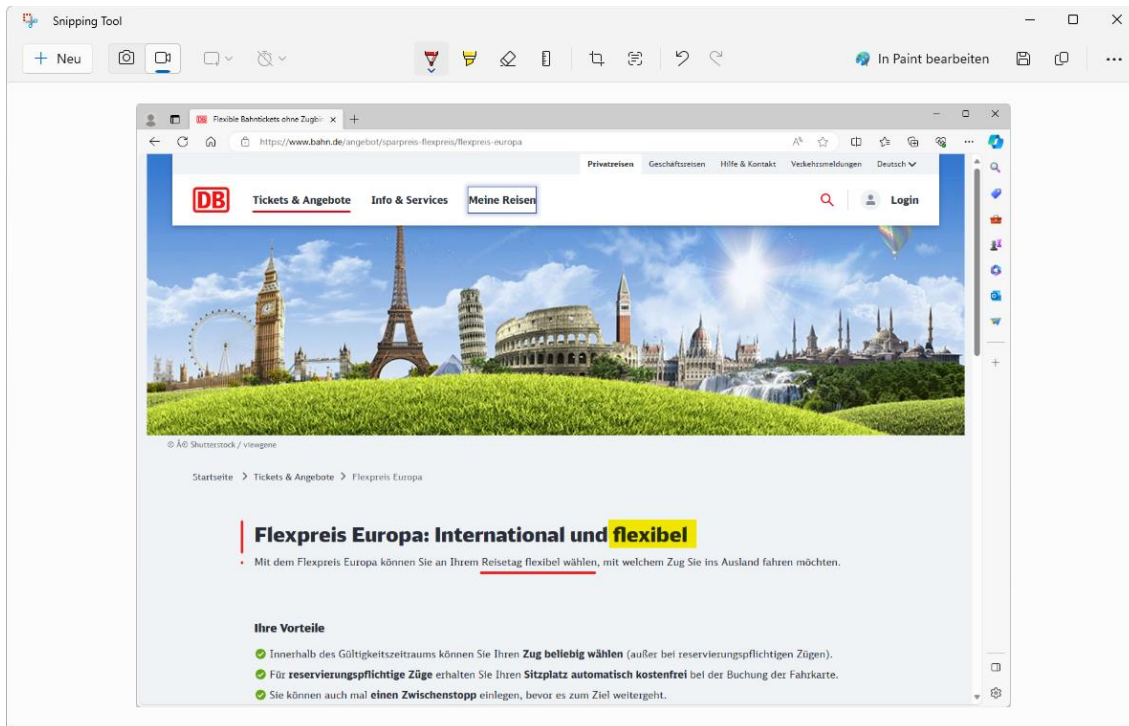 Snipping Tool
Neu
In Paint bearbeiten
DB Flexible Bahntickets ohne Zugbin
https://www.bahn.de/angebot/sparpreis-flexpreis/flexpreis-europa
Privatreisen Geschäftsreisen Hilfe & Kontakt Verkehrsmeldungen Deutsch
DB Tickets & Angebote Info & Services Meine Reisen Login
© Â© Shutterstock / viewgene
Startseite > Tickets & Angebote > Flexpreis Europa
Flexpreis Europa: International und flexibel
Mit dem Flexpreis Europa können Sie an Ihrem Reisetag flexibel wählen, mit welchem Zug Sie ins Ausland fahren möchten.
Ihre Vorteile
Innerhalb des Gültigkeitszeitraums können Sie Ihren Zug beliebig wählen (außer bei reservierungspflichtigen Zügen).
Für reservierungspflichtige Züge erhalten Sie Ihren Sitzplatz automatisch kostenfrei bei der Buchung der Fahrkarte.
Sie können auch mal einen Zwischenstopp einlegen, bevor es zum Ziel weitergeht.